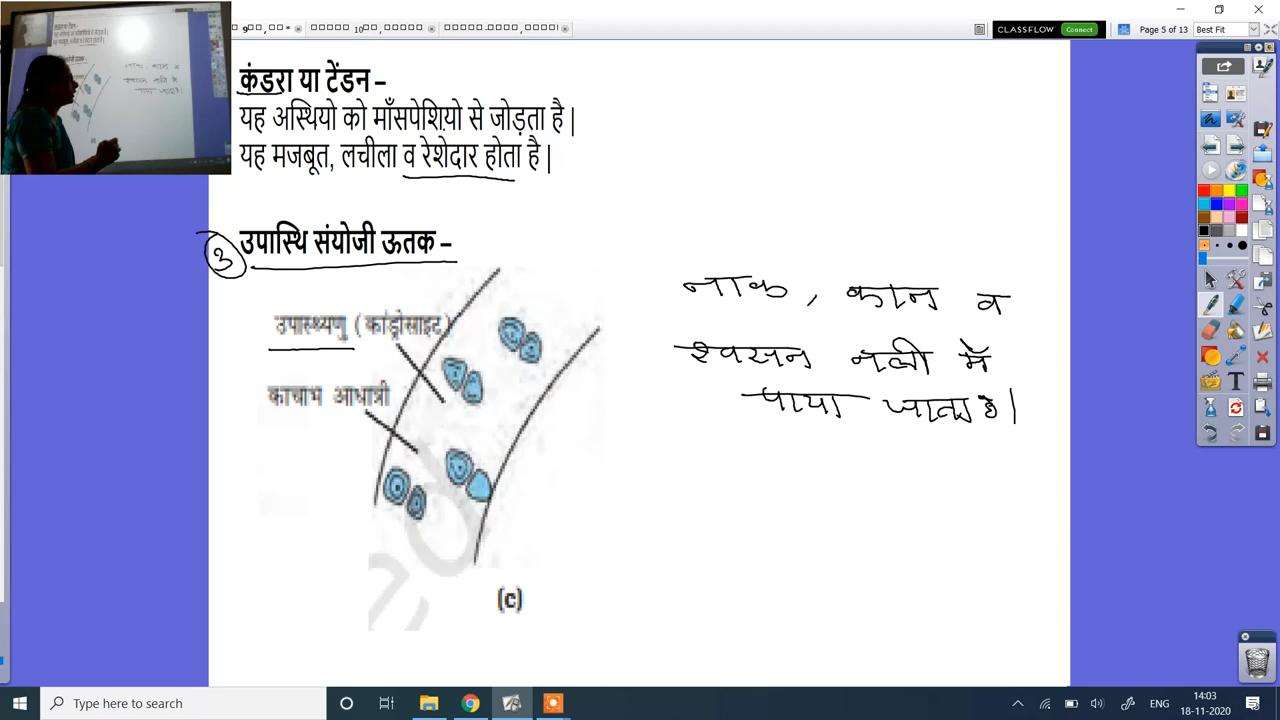 CLASSFLOW Connect
Page 5 of 13
Best Fit
कंडरा या टेंडन –
यह अस्थियो को माँसपेशियो से जोड़ता है |
यह मजबूत, लचीला व रेशेदार होता है |
3 उपास्थि संयोजी ऊतक –
नाक , कान व
श्वसन नली में
पाया जाता है |
उपास्थ्यणु (कांड्रोसाइट)
काचाभ आधात्री
(c)
Type here to search
ENG
14:03
18-11-2020